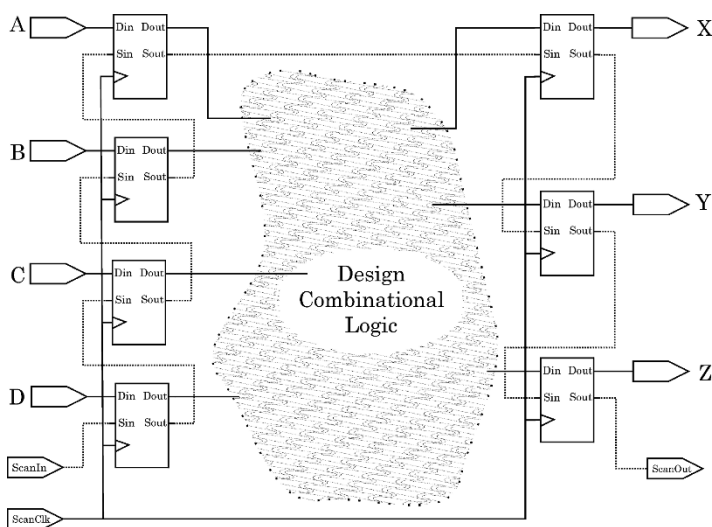 A
Din Dout
Sin Sout
B
Din Dout
Sin Sout
C
Din Dout
Sin Sout
D
Din Dout
Sin Sout
ScanIn
ScanClk
Design
Combinational
Logic
Din Dout
Sin Sout
X
Din Dout
Sin Sout
Y
Din Dout
Sin Sout
Z
ScanOut